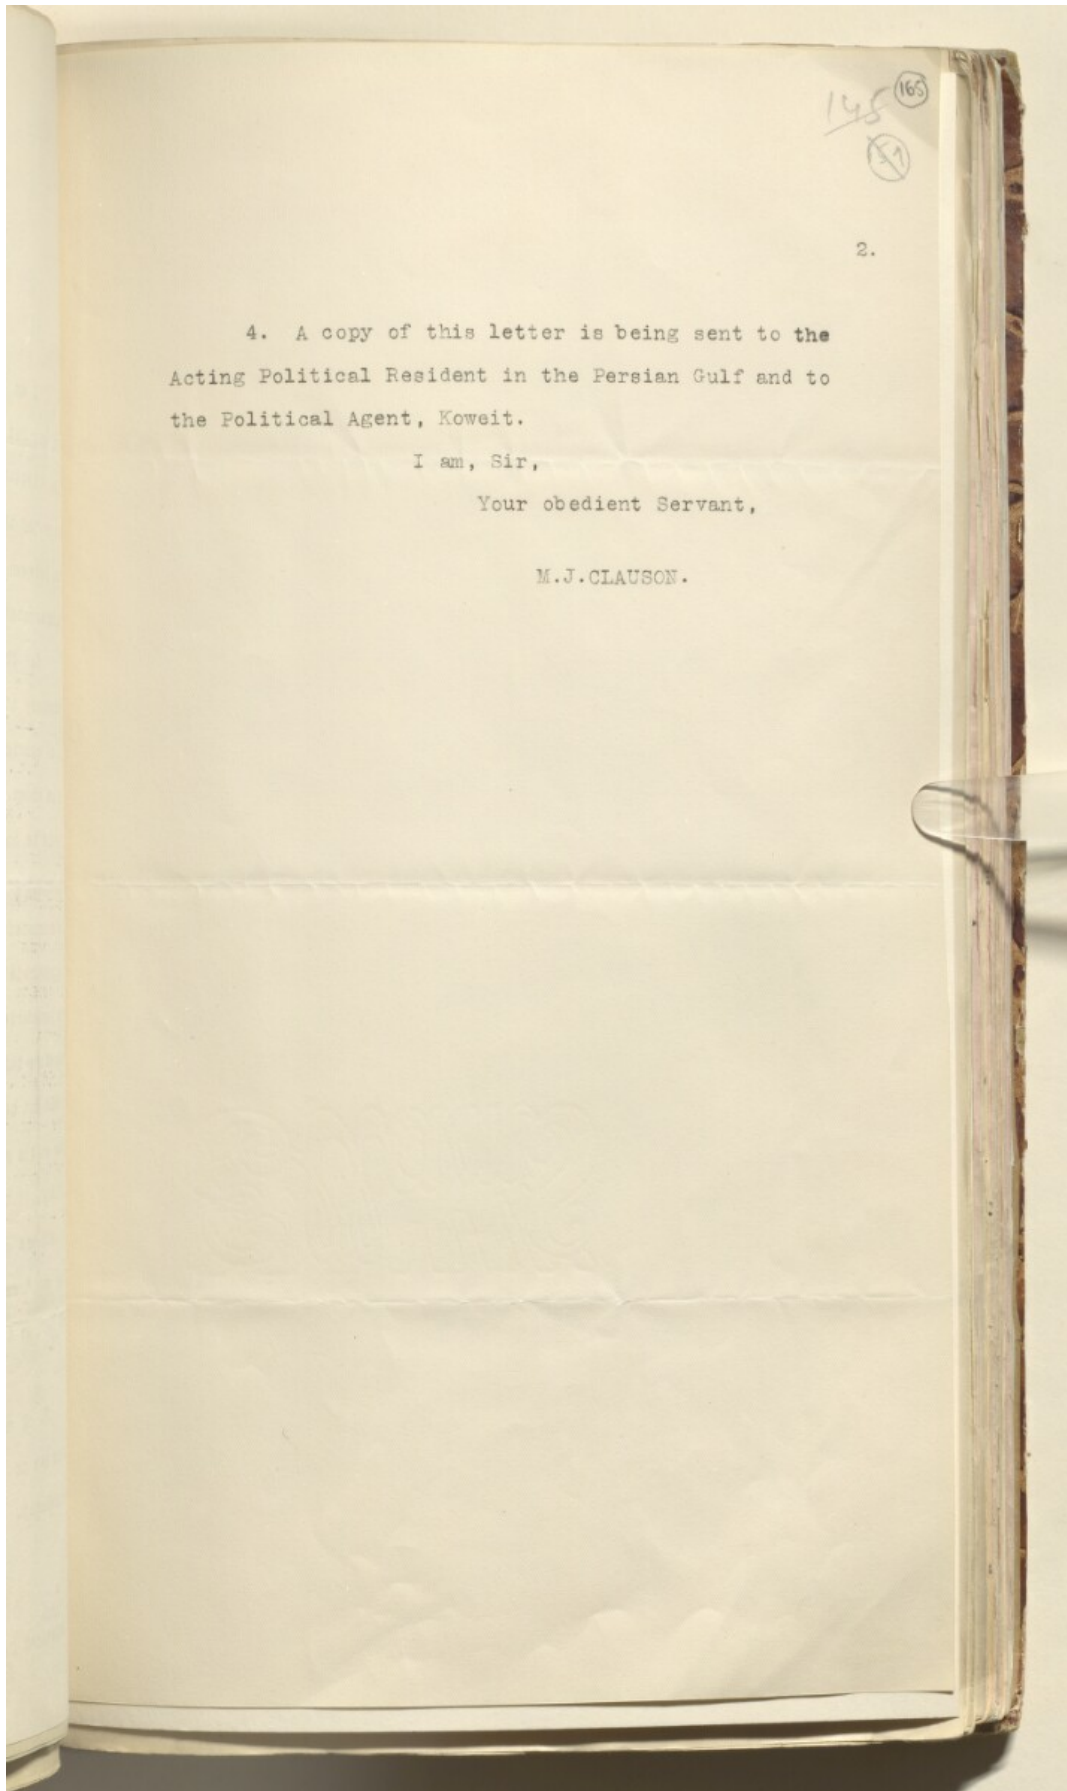 165
145
2.
4. A copy of this letter is being sent to the
Acting Political Resident in the Persian Gulf and to
the Political Agent, Koweit.
I am, Sir,
Your obedient Servant,
M.J.CLAUSON.